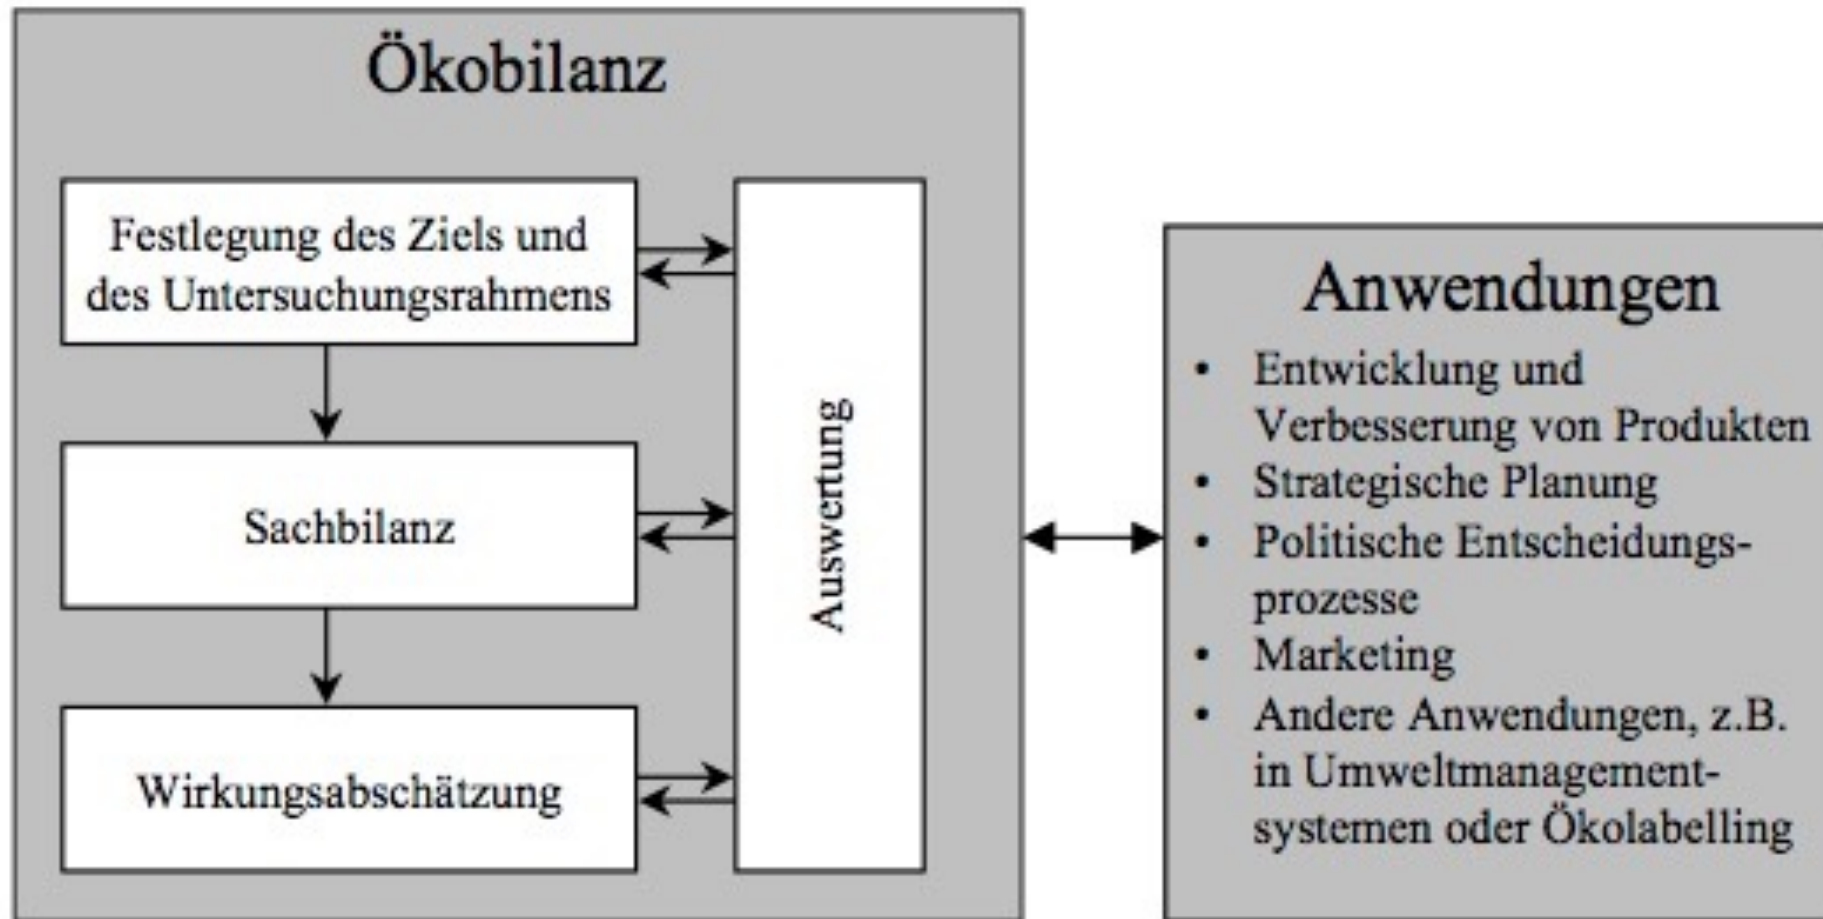 Ökobilanz
Festlegung des Ziels und
des Untersuchungsrahmens
Sachbilanz
Wirkungsabschätzung
Auswertung
Anwendungen
• Entwicklung und
Verbesserung von Produkten
• Strategische Planung
• Politische Entscheidungs-
prozesse
• Marketing
• Andere Anwendungen, z.B.
in Umweltmanagement-
systemen oder Ökolabelling